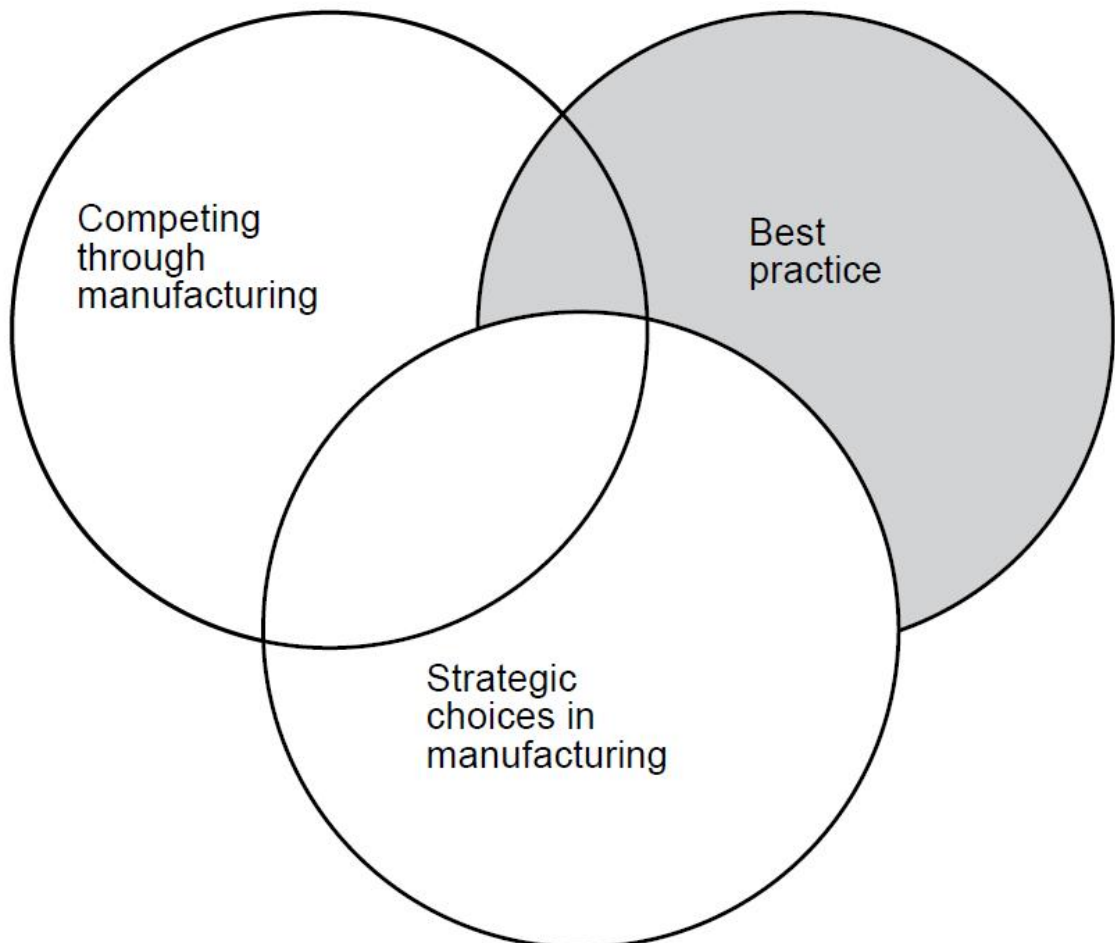 Competing
through
manufacturing
Best
practice
Strategic
choices in
manufacturing